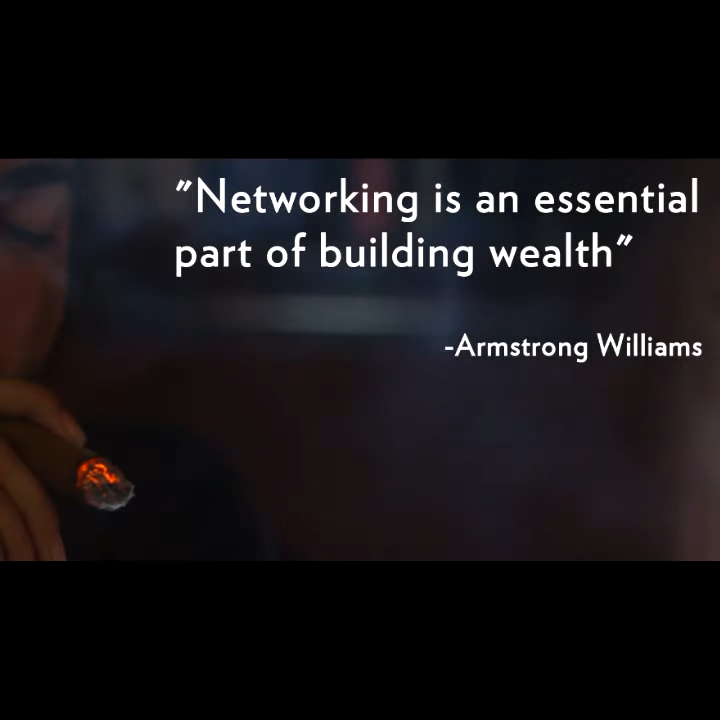 "Networking is an essential
part of building wealth"
-Armstrong Williams